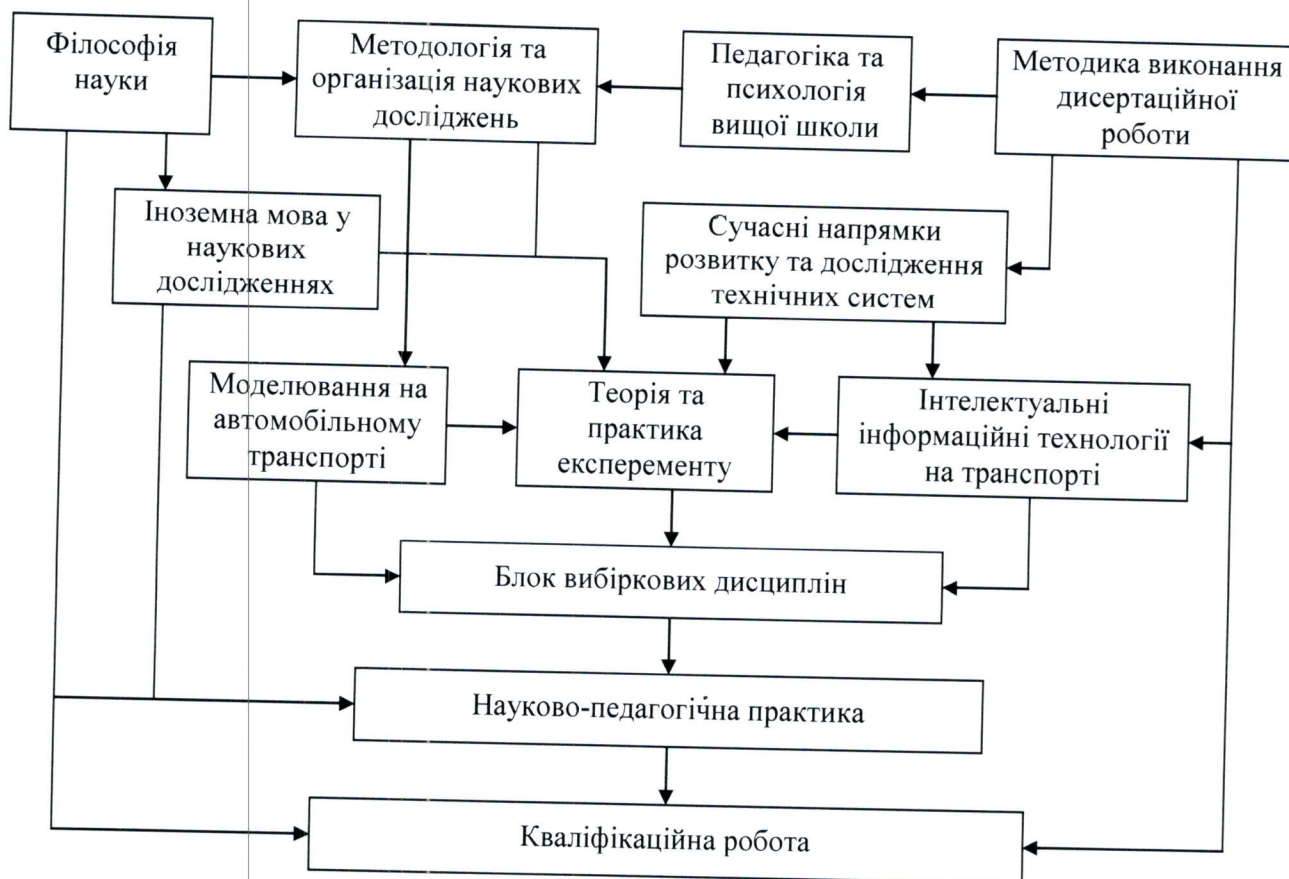 Філософія
науки
Методологія та
організація наукових
досліджень
Педагогіка та
психологія
вищої школи
Методика виконання
дисертаційної
роботи
Іноземна мова у
наукових
дослідженнях
Сучасні напрямки
розвитку та дослідження
технічних систем
Моделювання на
автомобільному
транспорті
Теорія та
практика
експеременту
Інтелектуальні
інформаційні технології
на транспорті
Блок вибіркових дисциплін
Науково-педагогічна практика
Кваліфікаційна робота